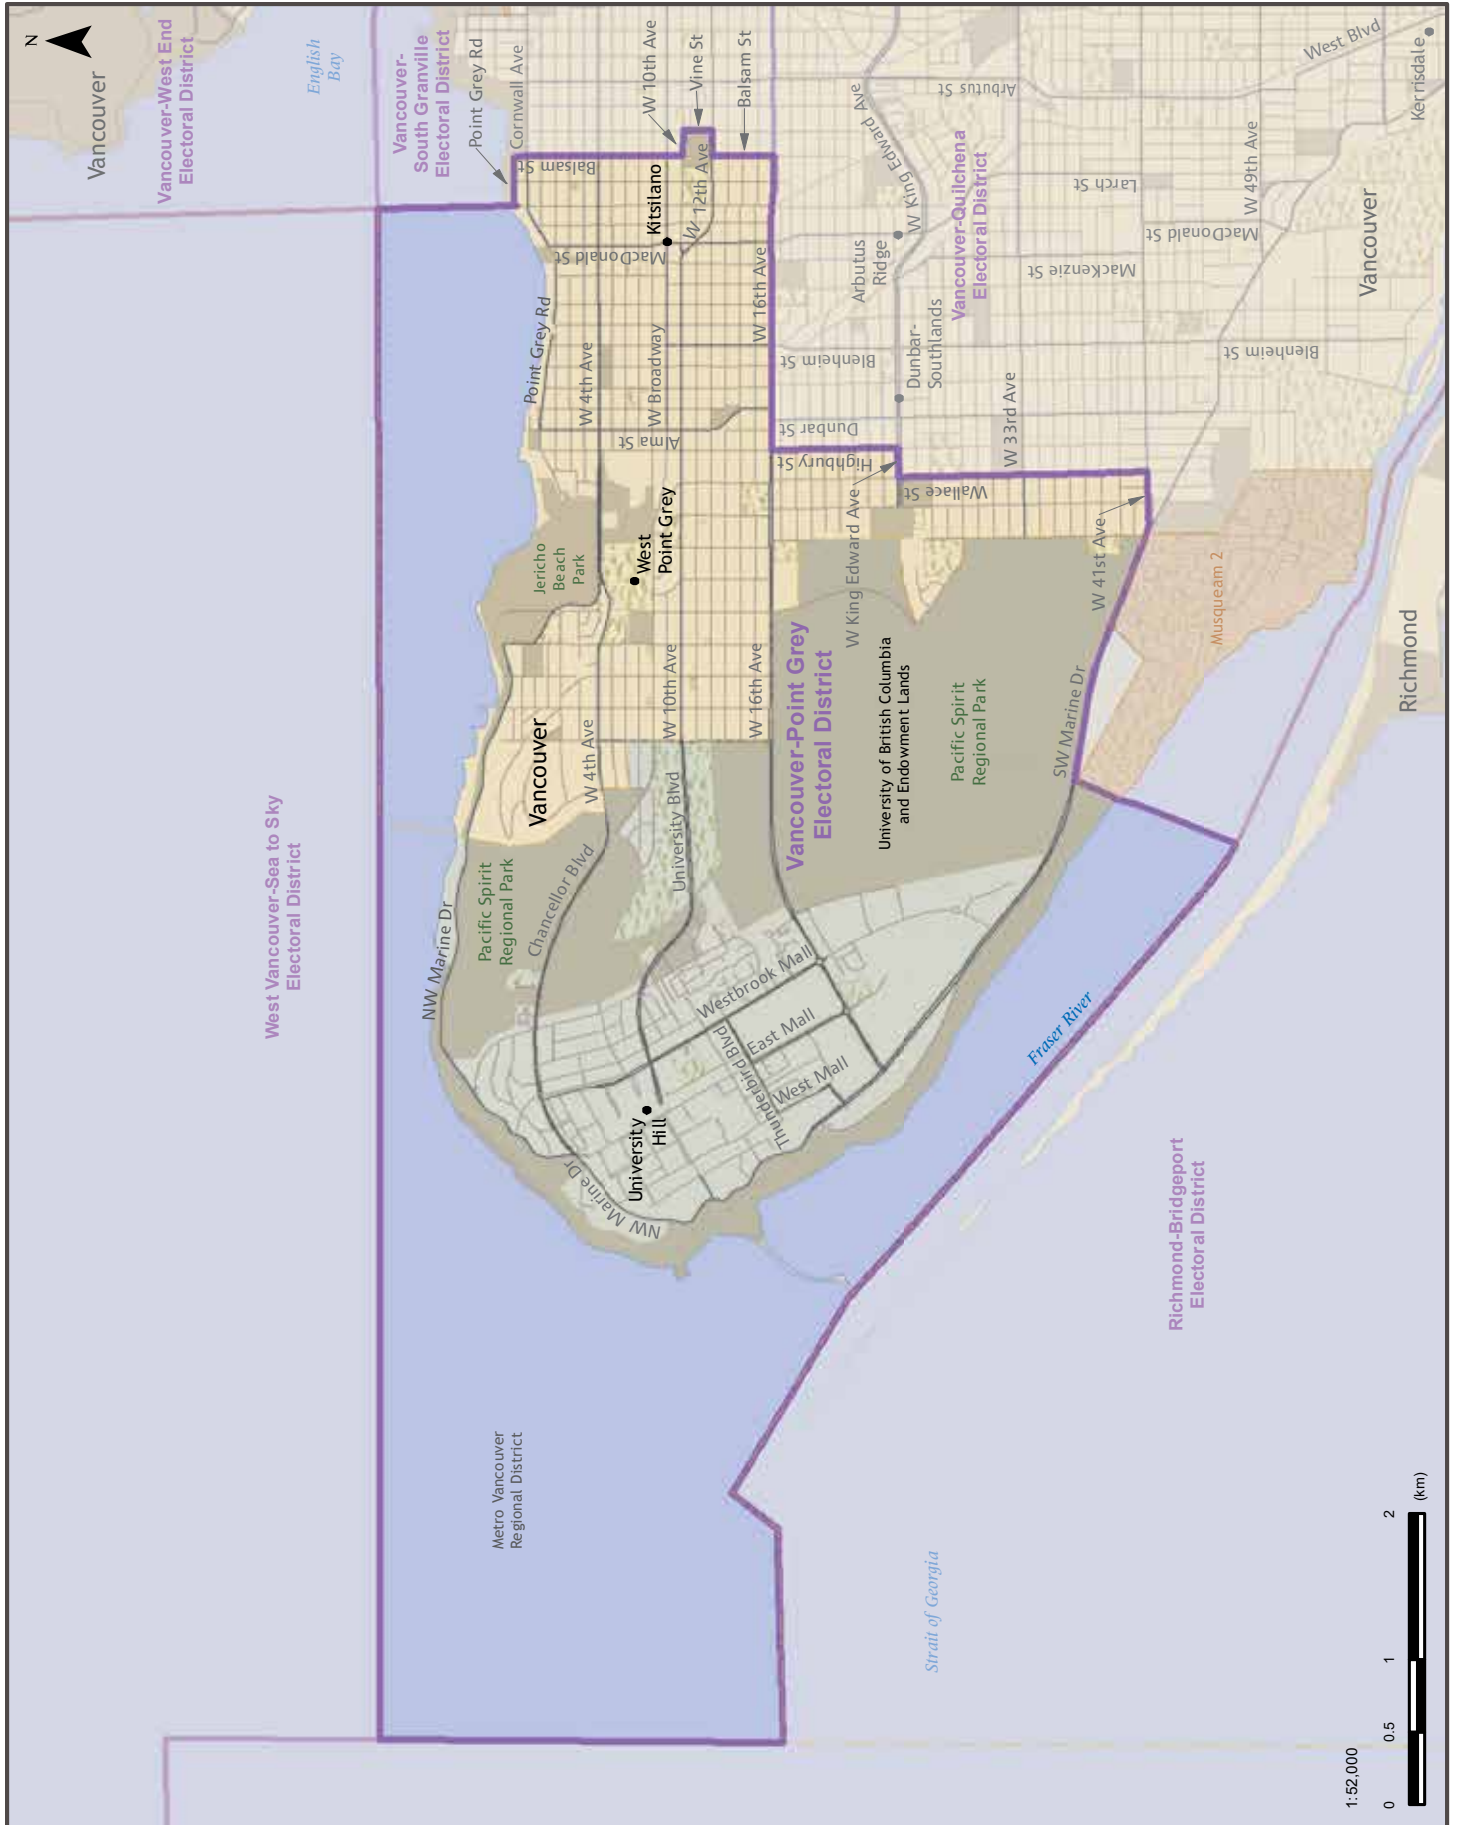 N
Vancouver
Vancouver-West End
Electoral District
English
Bay
Vancouver-
South Granville
Electoral District
Point Grey Rd
Cornwall Ave
W 10th Ave
Vine St
Balsam St
Arbutus St
West Blvd
Kerrisdale
W King Edward Ave
Balsam St
Kitsilano
W 12th Ave
MacDonald St
W 16th Ave
Arbutus
Ridge
Vancouver-Quilchena
Electoral District
Larch St
W 49th Ave
MacDonald St
MacKenzie St
Vancouver
Point Grey Rd
W 4th Ave
W Broadway
Alma St
Blenheim St
Dunbar-
Southlands
Blenheim St
Dunbar St
W 33rd Ave
Highbury St
Wallace St
W King Edward Ave
W 41st Ave
Jericho
Beach
Park
West
Point Grey
Musqueam 2
Richmond
West Vancouver-Sea to Sky
Electoral District
Vancouver
W 4th Ave
W 10th Ave
W 16th Ave
Vancouver-Point Grey
Electoral District
University of British Columbia
and Endowment Lands
Pacific Spirit
Regional Park
SW Marine Dr
NW Marine Dr
Pacific Spirit
Regional Park
Chancellor Blvd
University Blvd
Westbrook Mall
East Mall
West Mall
Thunderbird Blvd
University
Hill
NW Marine Dr
Fraser River
Richmond-Bridgeport
Electoral District
Metro Vancouver
Regional District
Strait of Georgia
1:52,000
0
0.5
1
2
(km)